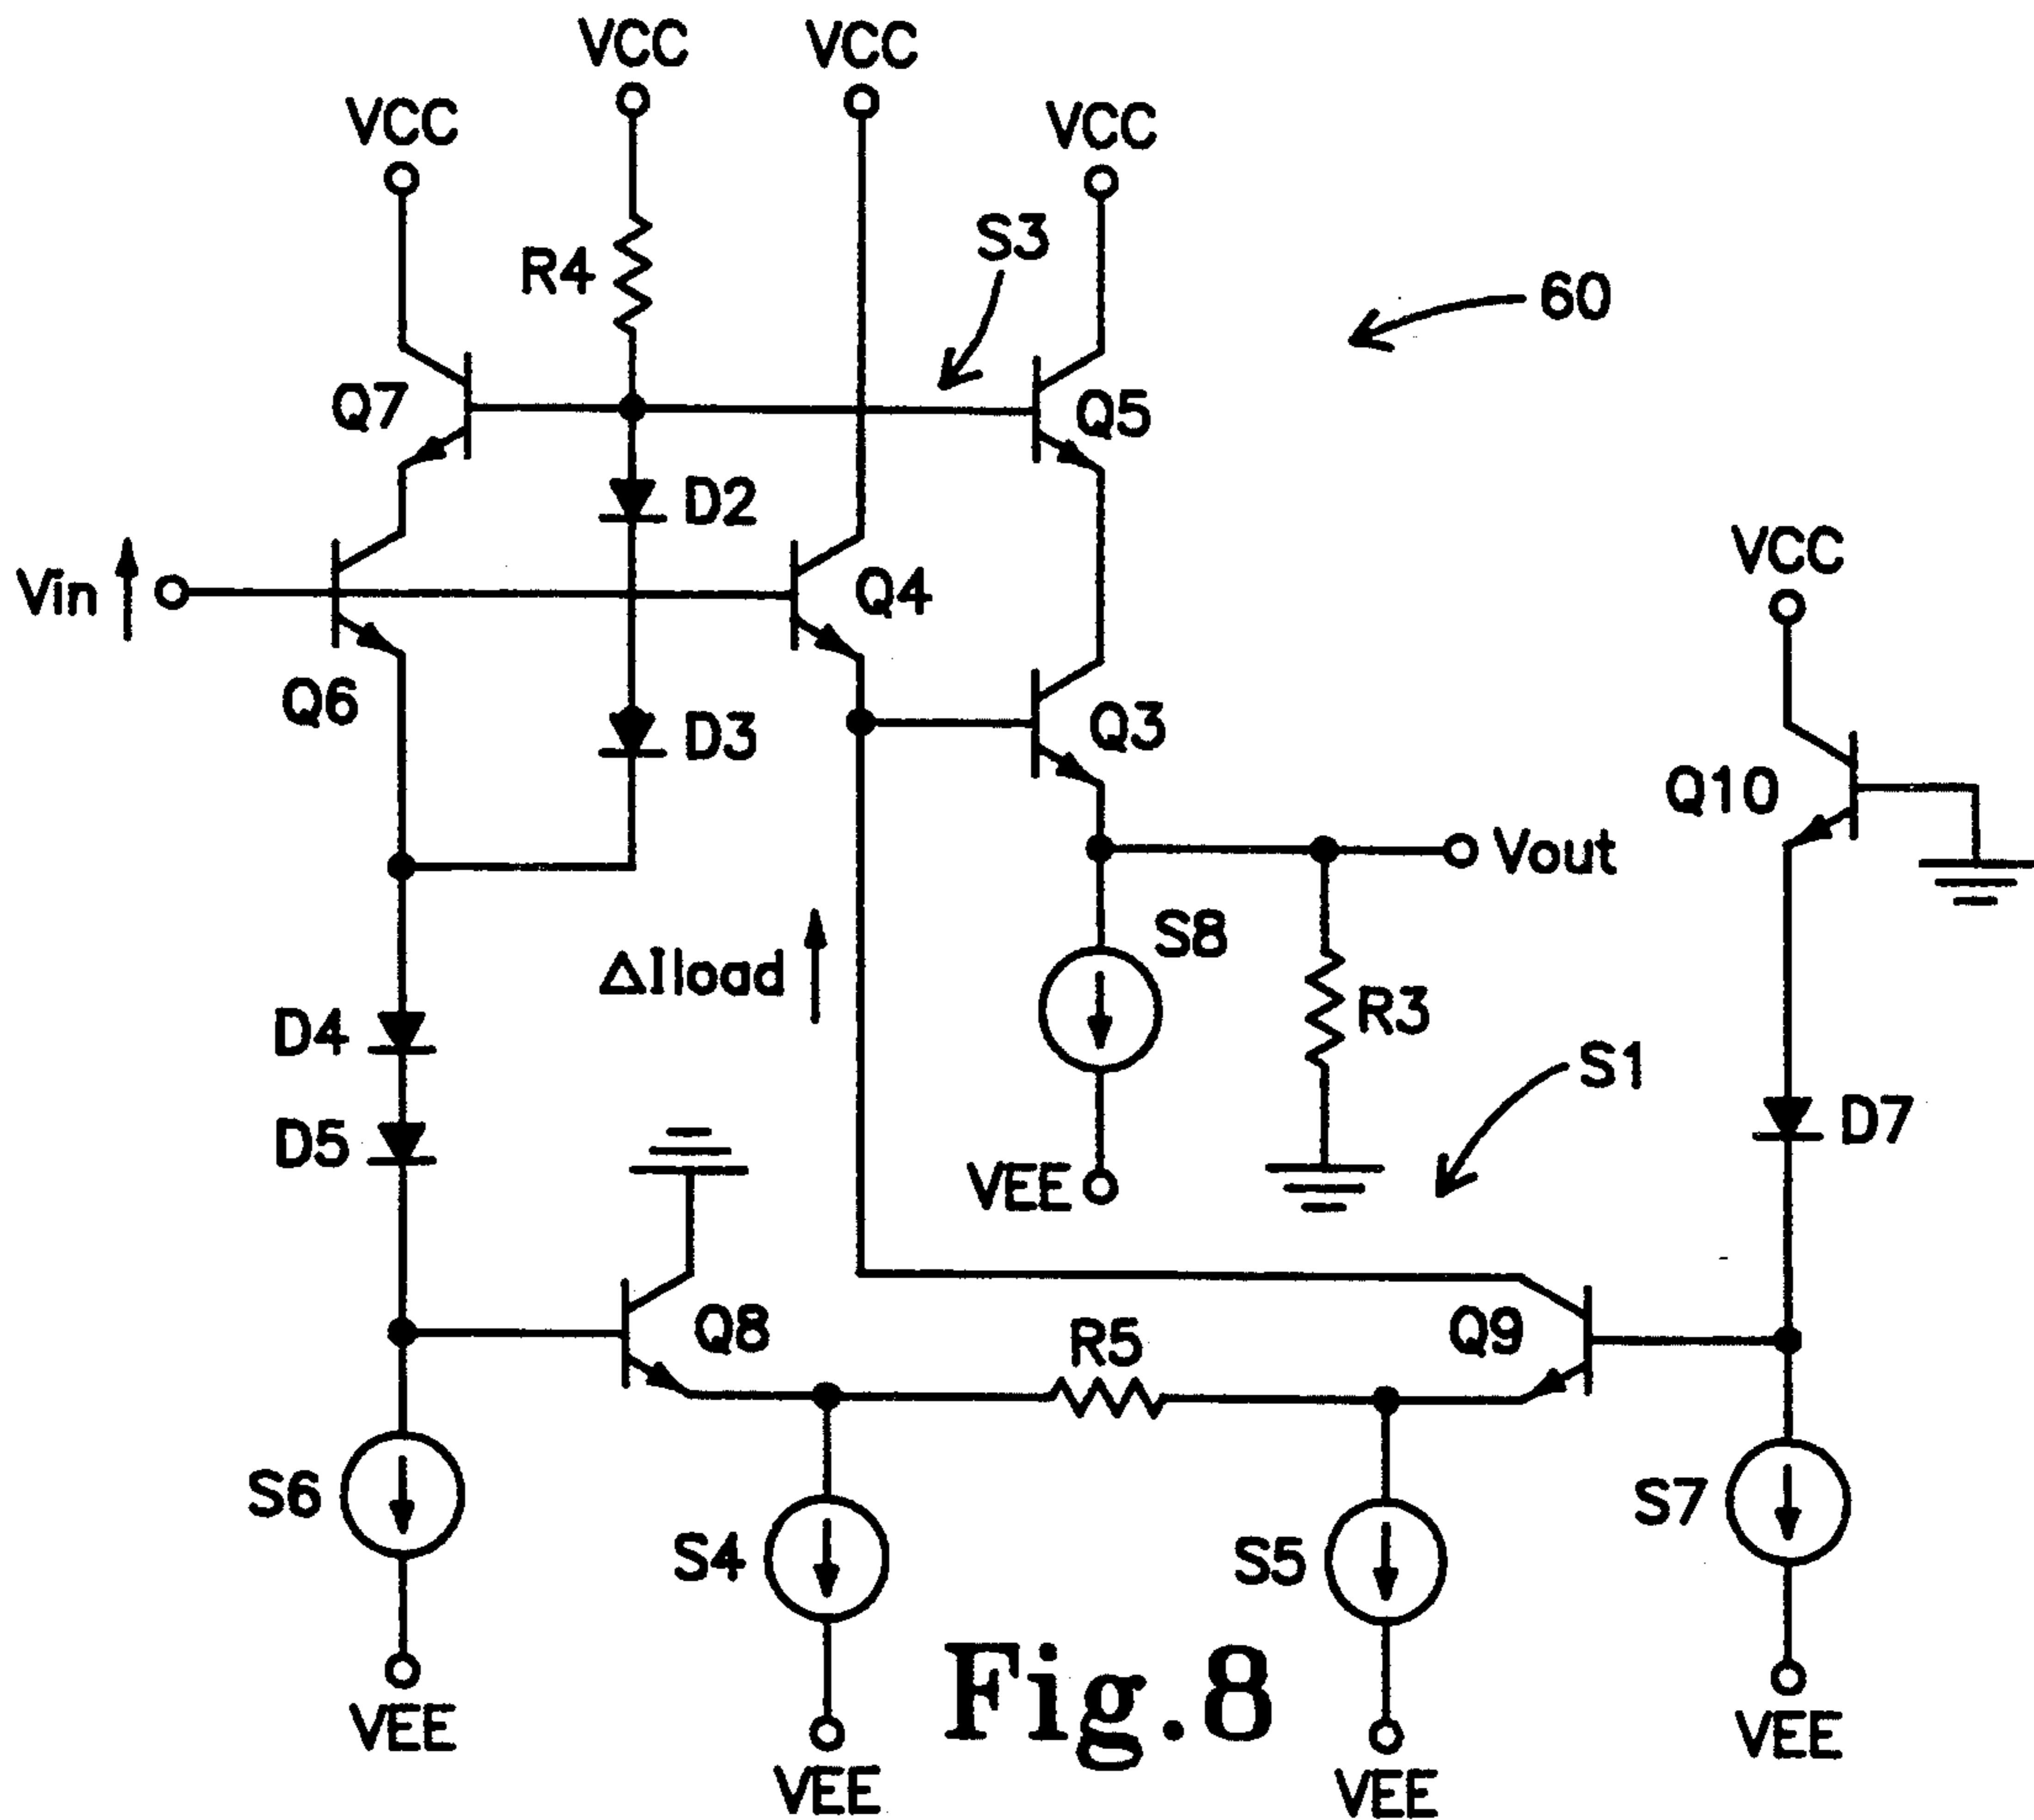 VCC
VCC
VCC
VCC
S3
R4
60
Q7
Q5
D2
VCC
Vin
Q4
Q6
D3
Q3
Q10
Vout
S8
ΔIload
R3
D4
S1
D7
D5
VEE
Q8
R5
Q9
S6
S7
S4
S5
Fig.8
VEE
VEE
VEE
VEE